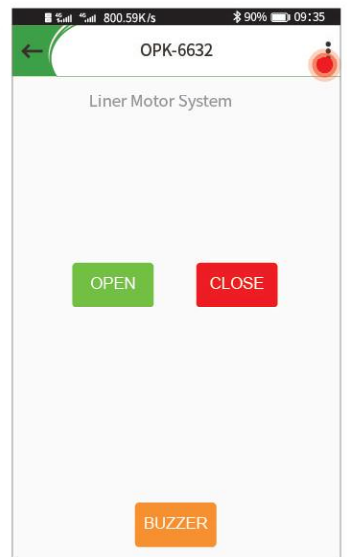 800.59K/s 90% 09:35
OPK-6632
Liner Motor System
OPEN CLOSE
BUZZER